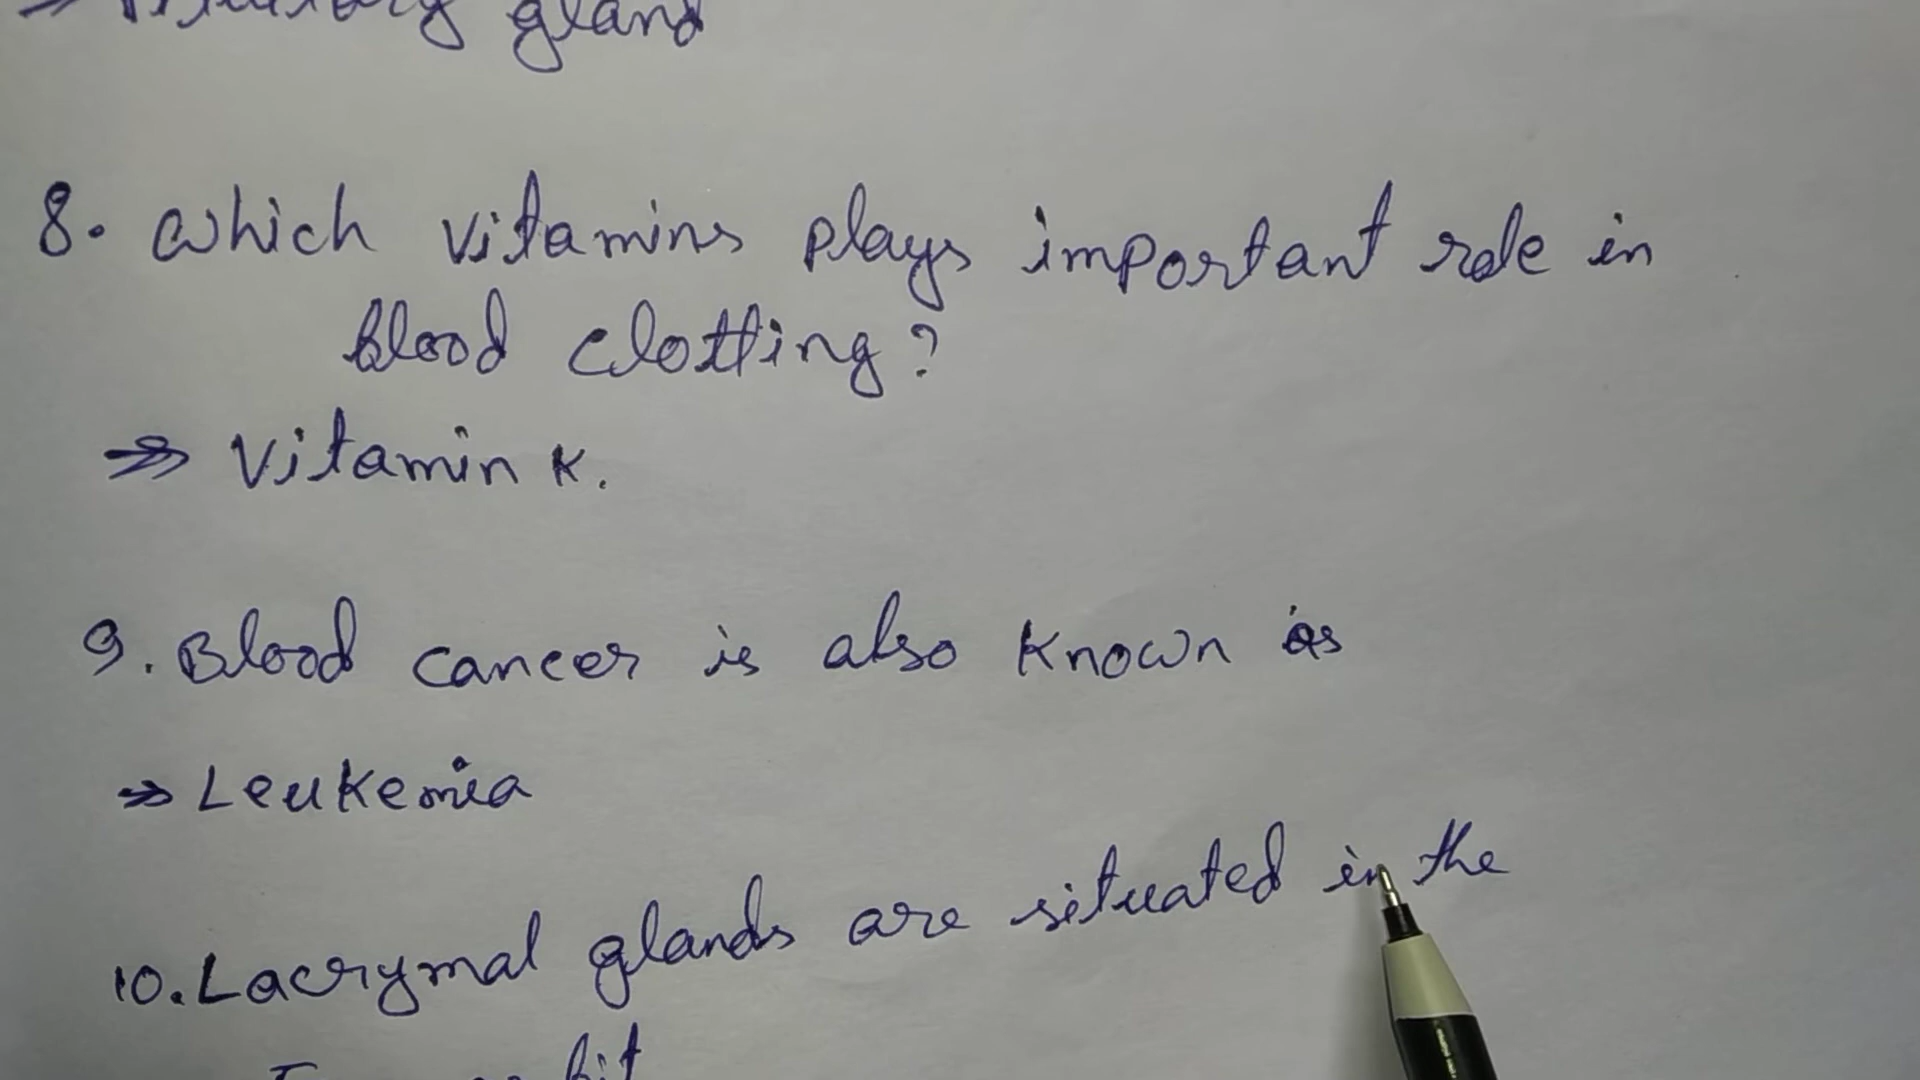 gland
8. Which vitamins plays important role in
blood clotting?
⇒ Vitamin K.
9. Blood cancer is also known as
⇒ Leukemia
10. Lacrymal glands are situated in the